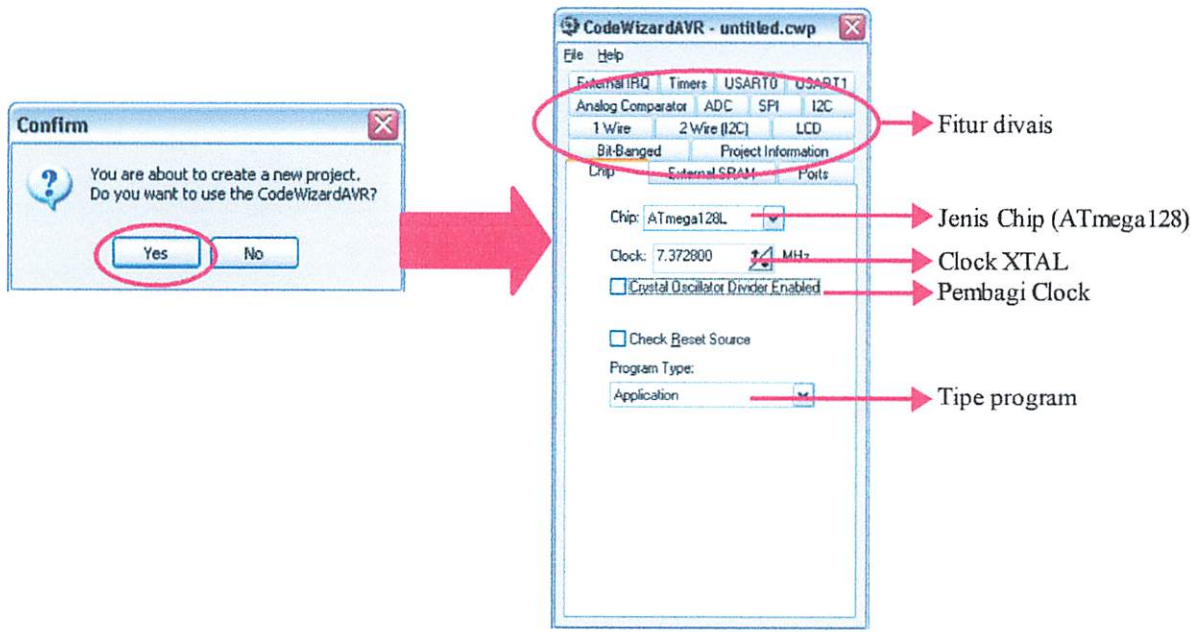 Confirm
You are about to create a new project.
Do you want to use the CodeWizardAVR?
Yes
No
CodeWizardAVR - untitled.cwp
File Help
External IRQ Timers USART0 USART1
Analog Comparator ADC SPI I2C
1 Wire 2 Wire (I2C) LCD
Bit-Banged Project Information
Chip External SRAM Ports
Chip: ATmega128L
Clock: 7.372800 MHz
Crystal Oscillator Divider Enabled
Check Reset Source
Program Type:
Application
Fitur divais
Jenis Chip (ATmega128)
Clock XTAL
Pembagi Clock
Tipe program